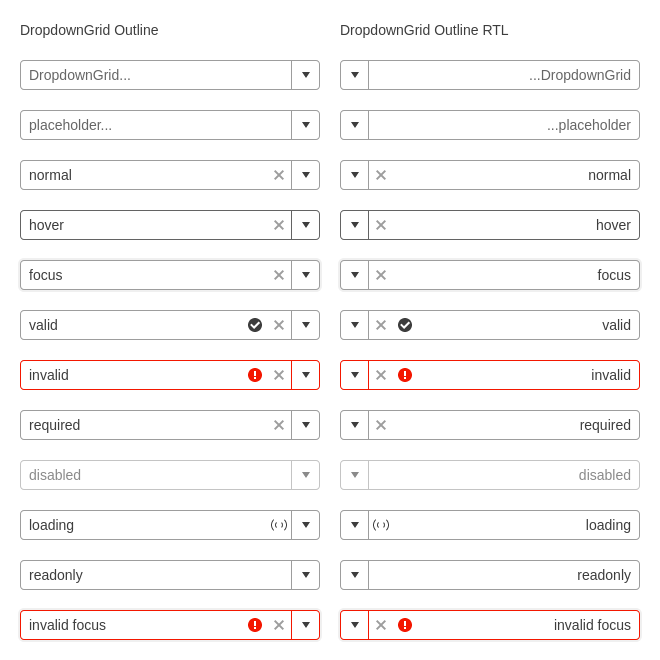 DropdownGrid Outline
DropdownGrid...
placeholder...
normal
hover
focus
valid
invalid
required
disabled
loading
readonly
invalid focus
DropdownGrid Outline RTL
...DropdownGrid
...placeholder
normal
hover
focus
valid
invalid
required
disabled
loading
readonly
invalid focus